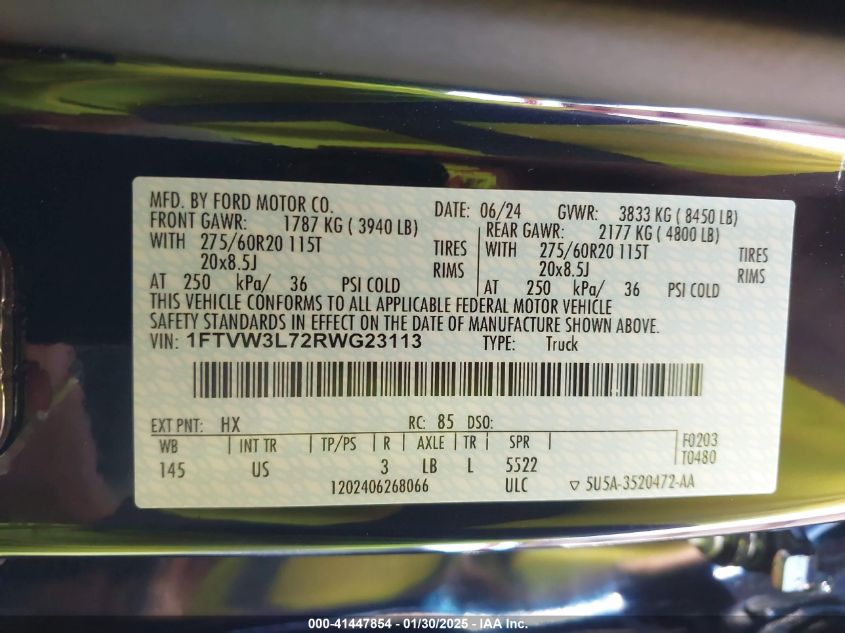 MFD. BY FORD MOTOR CO. DATE: 06/24 GVWR: 3833 KG ( 8450 LB)
FRONT GAWR: 1787 KG ( 3940 LB) REAR GAWR: 2177 KG ( 4800 LB)
WITH 275/60R20 115T TIRES WITH 275/60R20 115T TIRES
20x8.5J RIMS 20x8.5J RIMS
AT 250 kPa/ 36 PSI COLD AT 250 kPa/ 36 PSI COLD
THIS VEHICLE CONFORMS TO ALL APPLICABLE FEDERAL MOTOR VEHICLE
SAFETY STANDARDS IN EFFECT ON THE DATE OF MANUFACTURE SHOWN ABOVE.
VIN: 1FTVW3L72RWG23113 TYPE: Truck
EXT PNT: HX RC: 85 DSO:
WB INT TR TP/PS R AXLE TR SPR F0203
145 US 3 LB L 5522 T0480
1202406268066 ULC ▽ 5U5A-3520472-AA
000-41447854 - 01/30/2025 - IAA Inc.